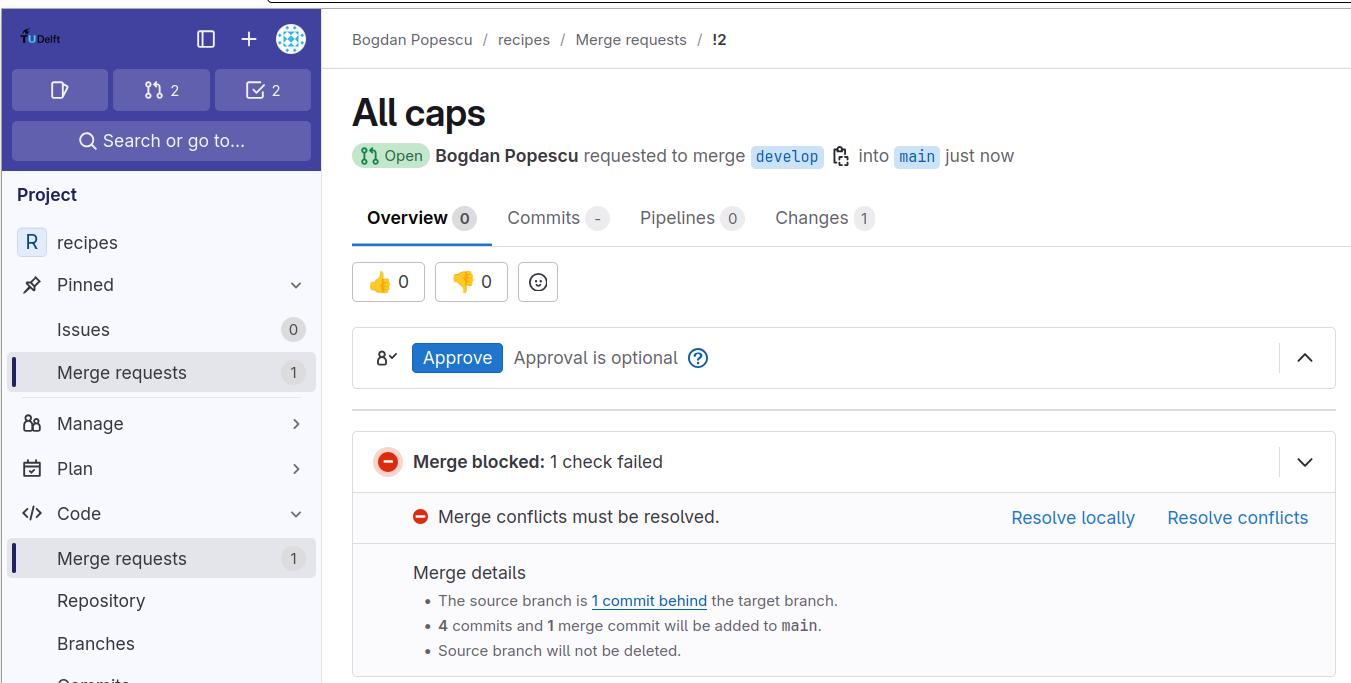 TUDelft
2
2
Search or go to...
Project
R recipes
Pinned
Issues 0
Merge requests 1
Manage
Plan
Code
Merge requests 1
Repository
Branches
Commits
Bogdan Popescu / recipes / Merge requests / !2
All caps
Open Bogdan Popescu requested to merge develop into main just now
Overview 0 Commits - Pipelines 0 Changes 1
0 0
Approve Approval is optional ?
Merge blocked: 1 check failed
Merge conflicts must be resolved. Resolve locally Resolve conflicts
Merge details
• The source branch is 1 commit behind the target branch.
• 4 commits and 1 merge commit will be added to main.
• Source branch will not be deleted.